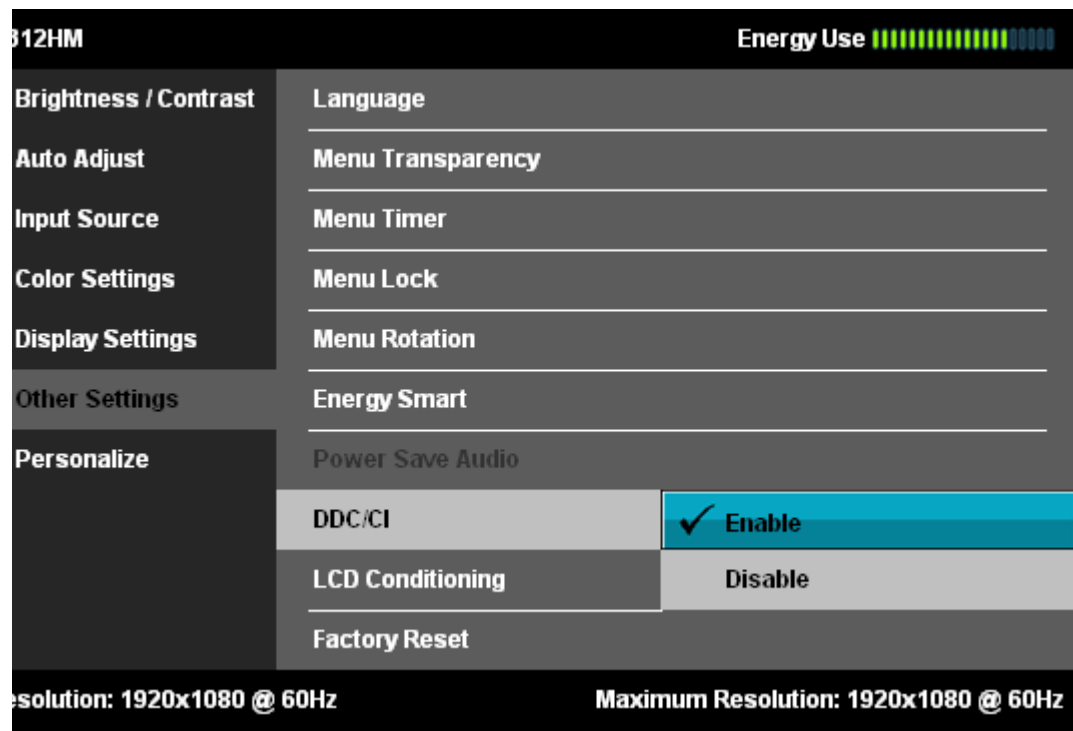 312HM Energy Use
Brightness / Contrast
Auto Adjust
Input Source
Color Settings
Display Settings
Other Settings
Personalize
Language
Menu Transparency
Menu Timer
Menu Lock
Menu Rotation
Energy Smart
Power Save Audio
DDC/CI
LCD Conditioning
Factory Reset
Enable
Disable
esolution: 1920x1080 @ 60Hz Maximum Resolution: 1920x1080 @ 60Hz